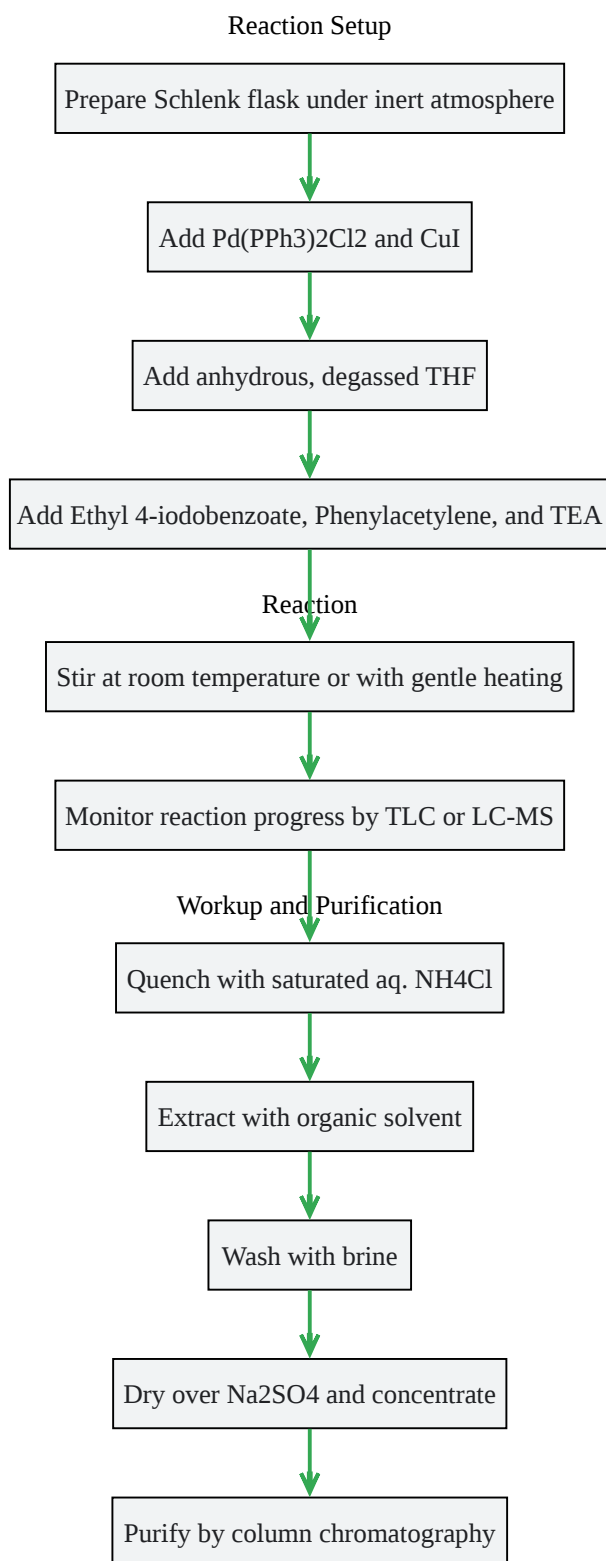 Reaction Setup
Prepare Schlenk flask under inert atmosphere
Add Pd(PPh3)2Cl2 and CuI
Add anhydrous, degassed THF
Add Ethyl 4-iodobenzoate, Phenylacetylene, and TEA
Reaction
Stir at room temperature or with gentle heating
Monitor reaction progress by TLC or LC-MS
Workup and Purification
Quench with saturated aq. NH4Cl
Extract with organic solvent
Wash with brine
Dry over Na2SO4 and concentrate
Purify by column chromatography